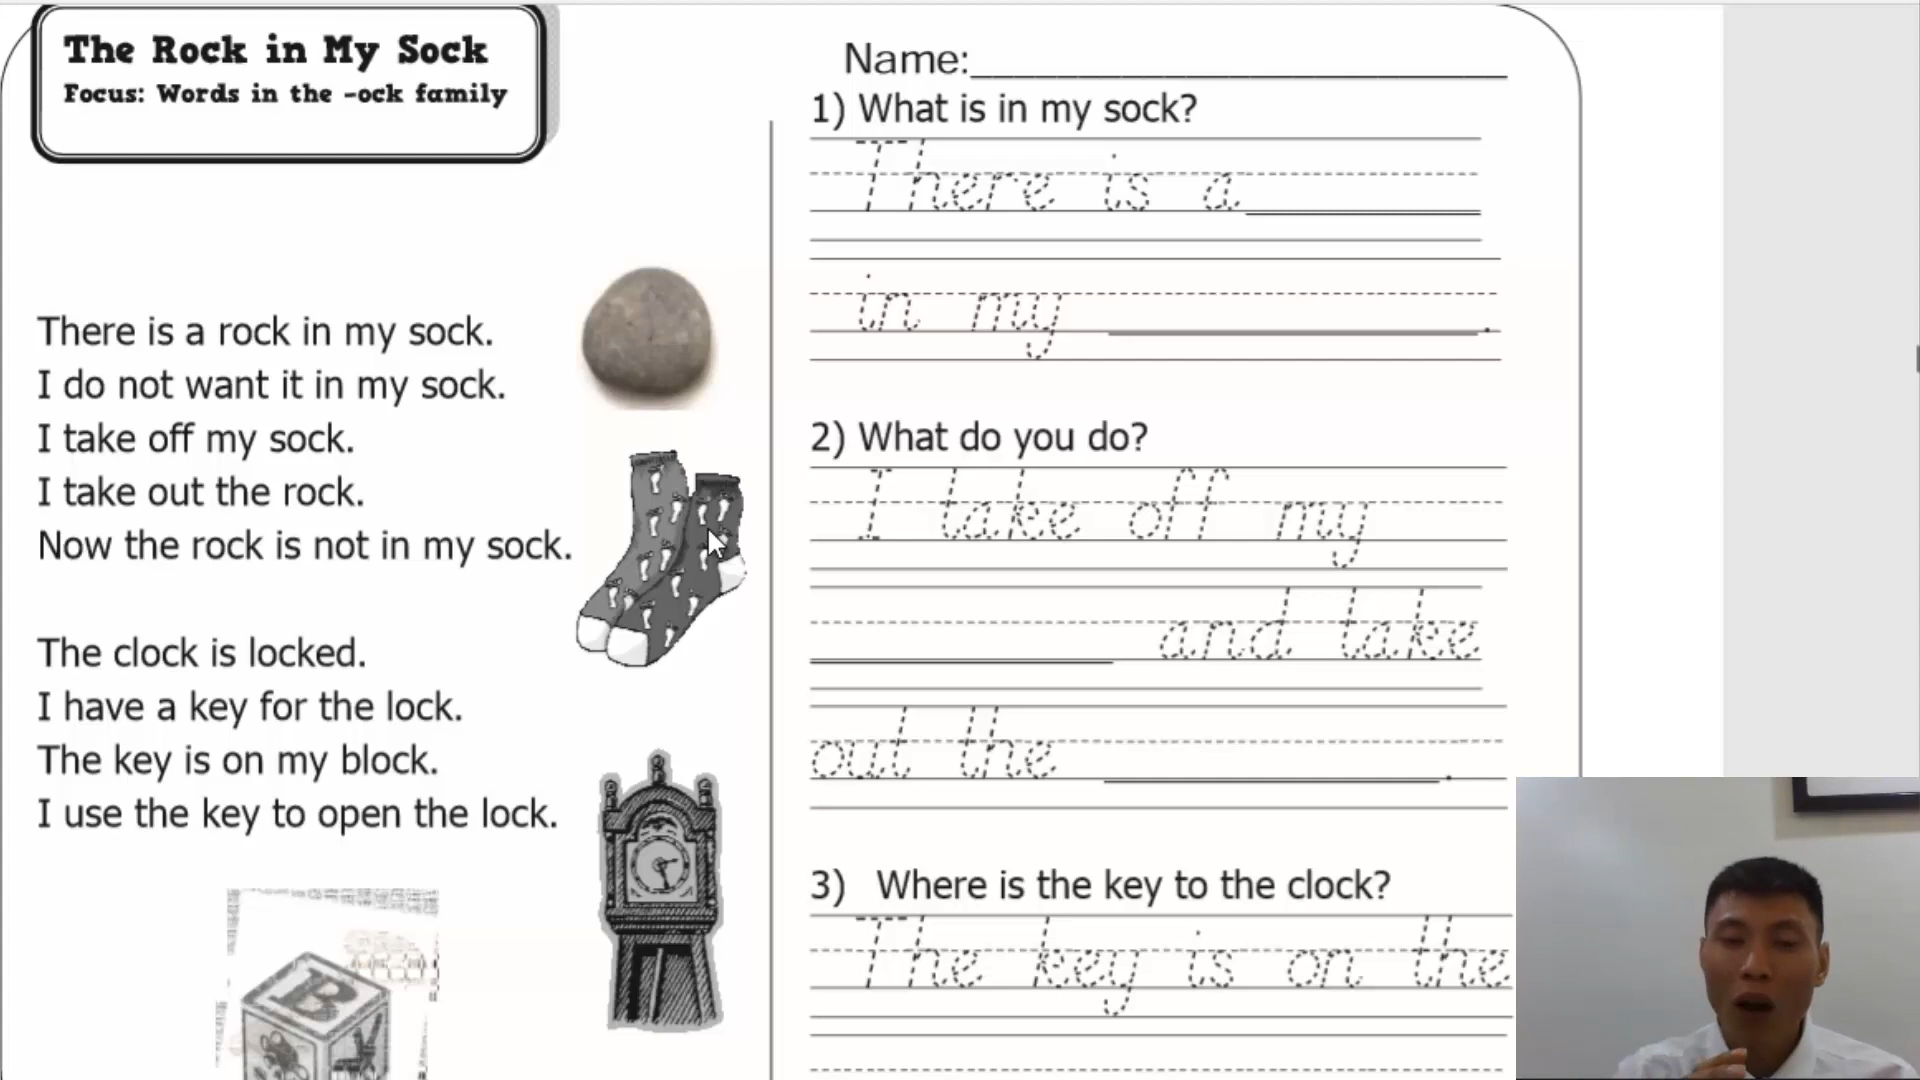 The Rock in My Sock
Focus: Words in the -ock family
There is a rock in my sock.
I do not want it in my sock.
I take off my sock.
I take out the rock.
Now the rock is not in my sock.
The clock is locked.
I have a key for the lock.
The key is on my block.
I use the key to open the lock.
B
Name:
1) What is in my sock?
There is a
in my .
2) What do you do?
I take off my
and take
out the .
3) Where is the key to the clock?
The key is on the